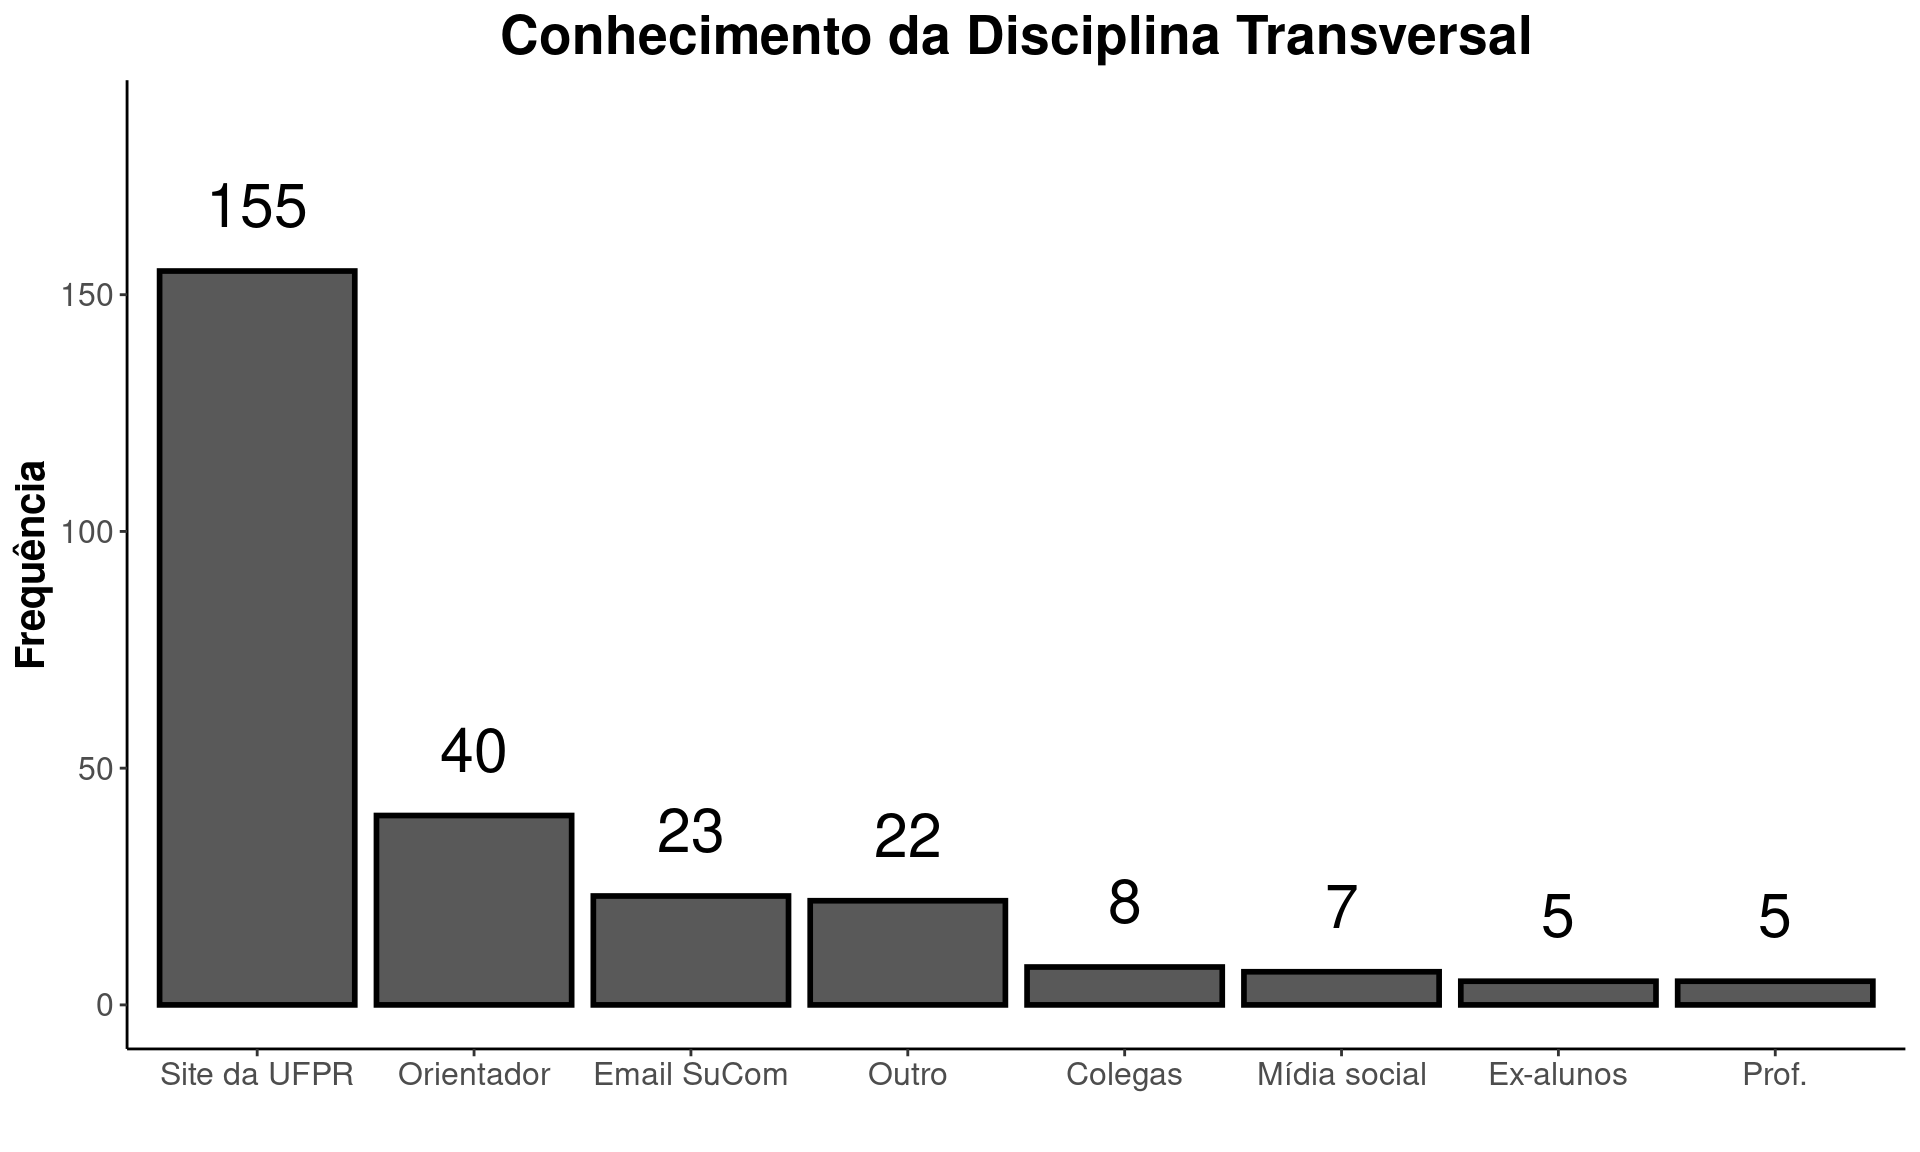 Conhecimento da Disciplina Transversal
Frequência
150
100
50
0
155
40
23
22
8
7
5
5
Site da UFPR
Orientador
Email SuCom
Outro
Colegas
Mídia social
Ex-alunos
Prof.